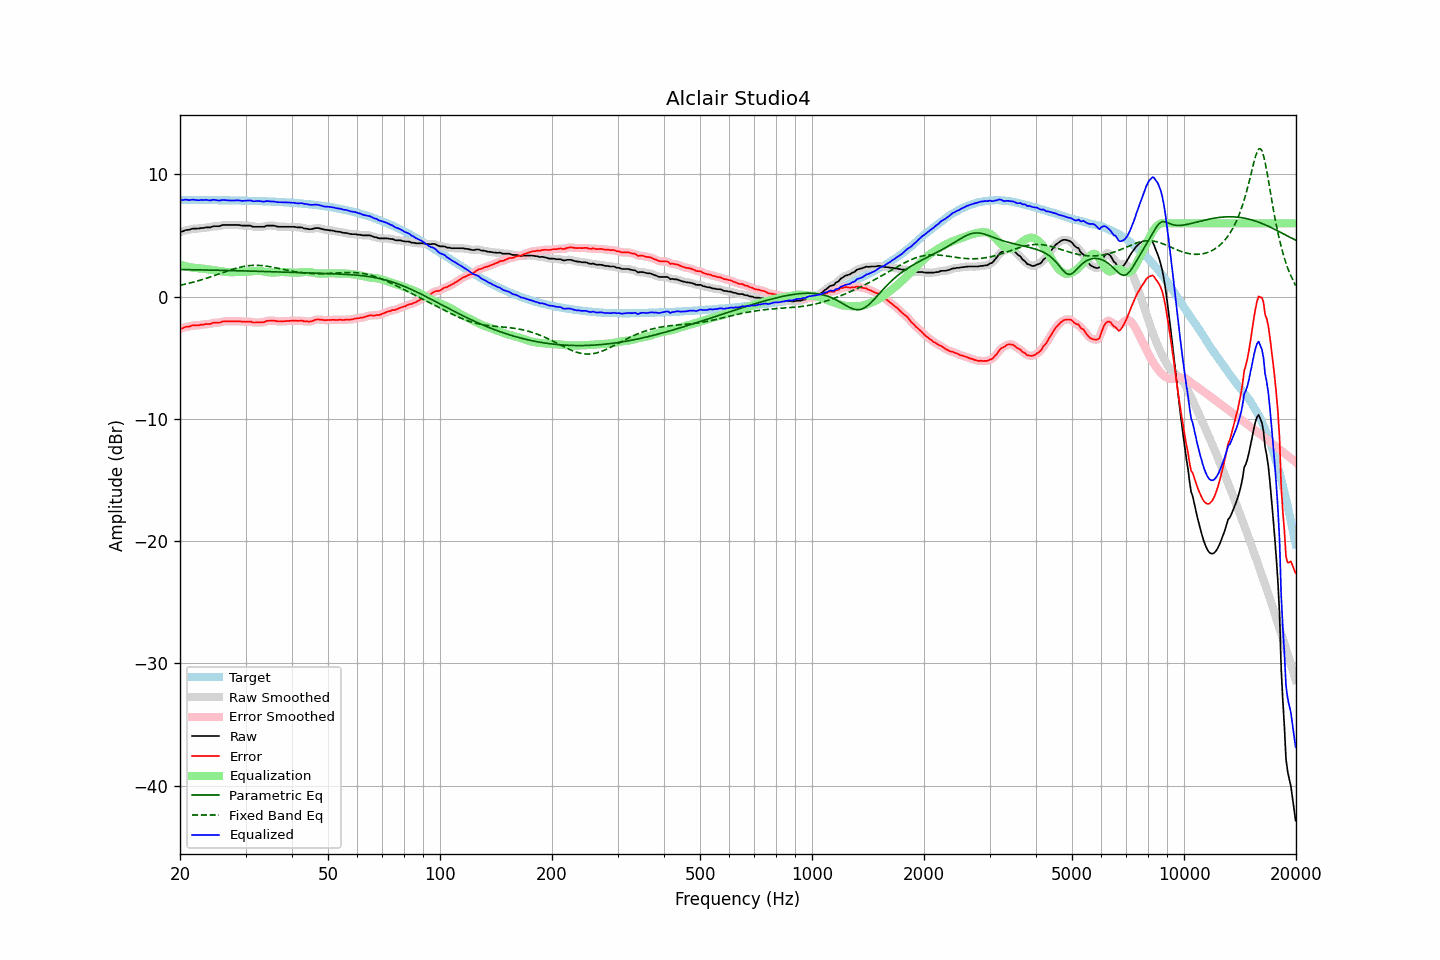 Alclair Studio4
10
0
−10
−20
−30
−40
Amplitude (dBr)
Target
Raw Smoothed
Error Smoothed
Raw
Error
Equalization
Parametric Eq
Fixed Band Eq
Equalized
20 50 100 200 500 1000 2000 5000 10000 20000
Frequency (Hz)